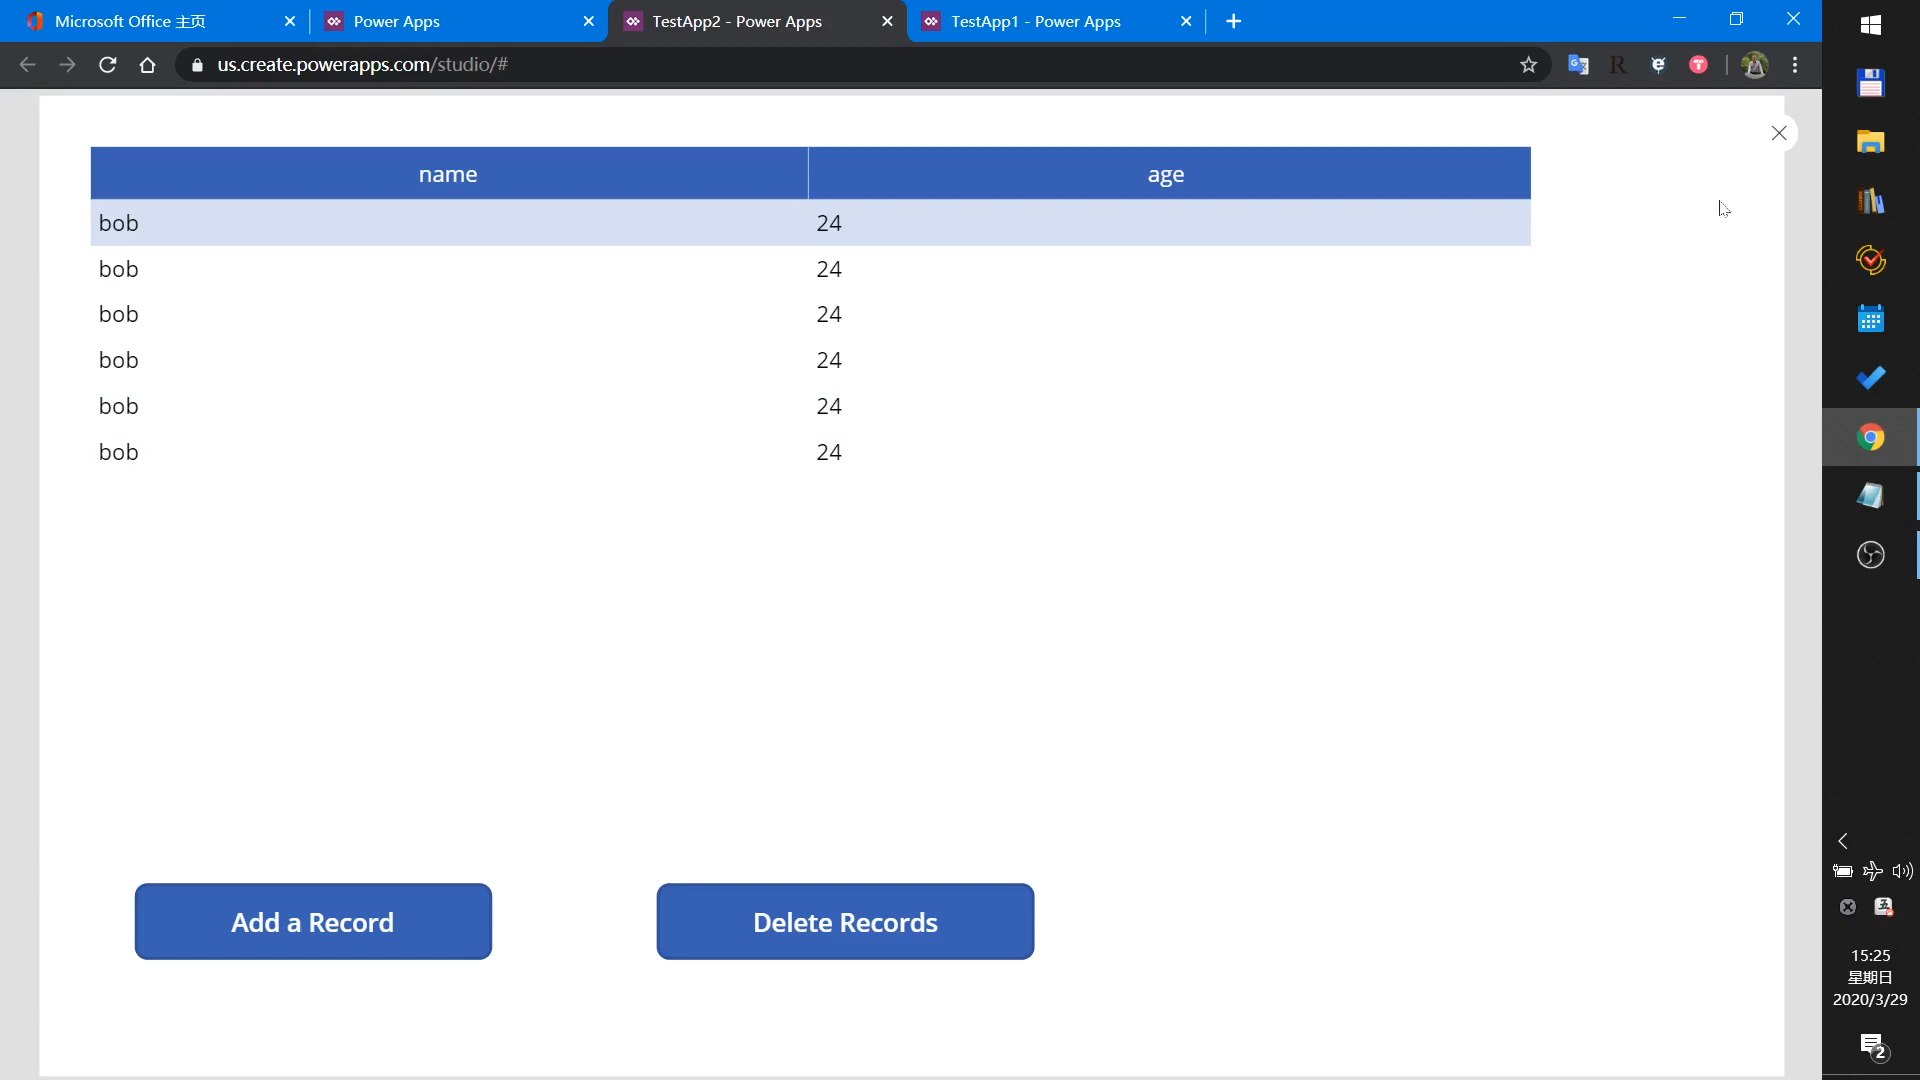 Microsoft Office 主页
Power Apps
TestApp2 - Power Apps
TestApp1 - Power Apps
us.create.powerapps.com/studio/#
name age
bob 24
bob 24
bob 24
bob 24
bob 24
bob 24
Add a Record Delete Records
15:25
星期日
2020/3/29
2